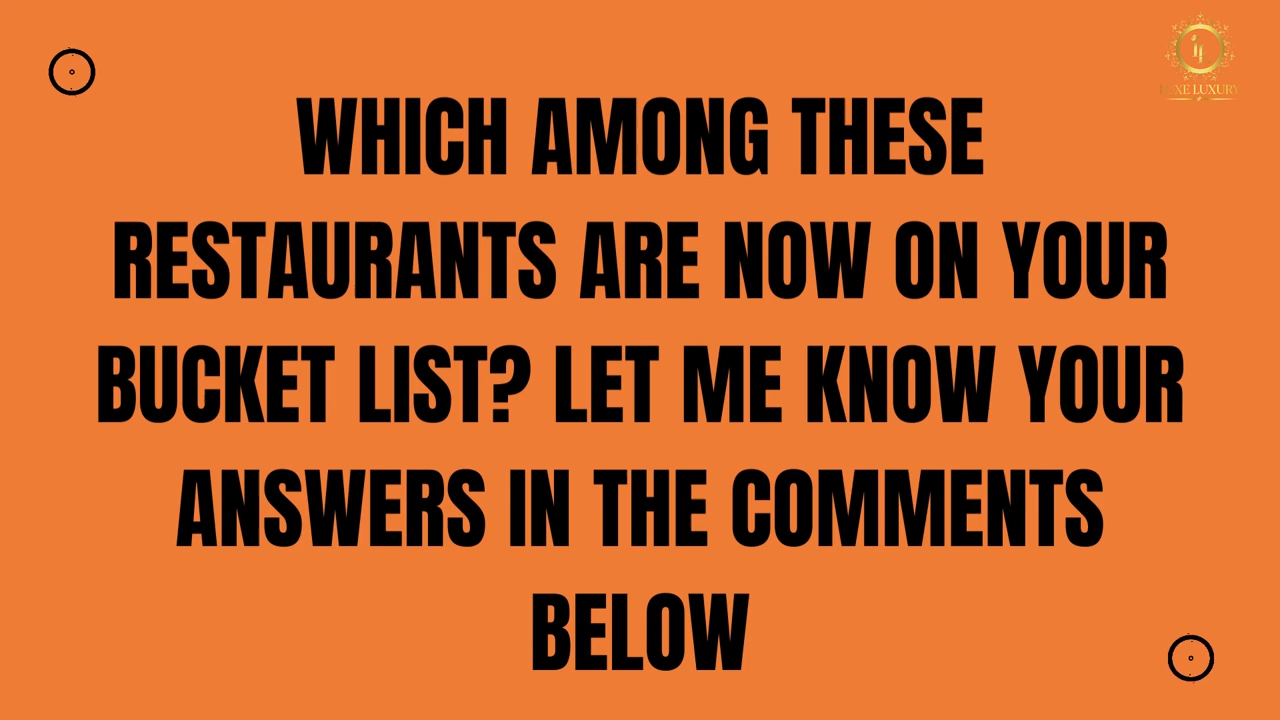 WHICH AMONG THESE
RESTAURANTS ARE NOW ON YOUR
BUCKET LIST? LET ME KNOW YOUR
ANSWERS IN THE COMMENTS
BELOW
LUXURY